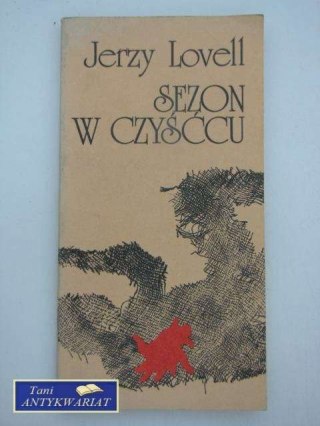 Jerzy Lovell
SEZON
W CZYŚĆCU
Tani
ANTYKWARIAT